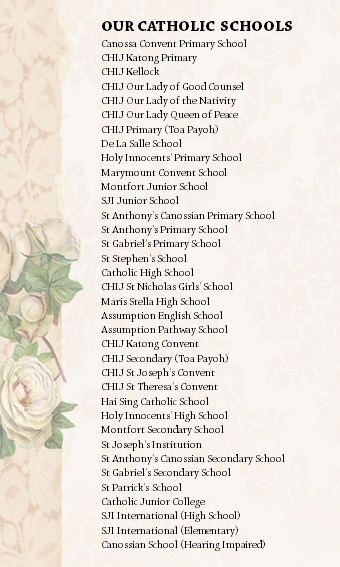 OUR CATHOLIC SCHOOLS
Canossa Convent Primary School
CHIJ Katong Primary
CHIJ Kellock
CHIJ Our Lady of Good Counsel
CHIJ Our Lady of the Nativity
CHIJ Our Lady Queen of Peace
CHIJ Primary (Toa Payoh)
De La Salle School
Holy Innocents' Primary School
Marymount Convent School
Montfort Junior School
SJI Junior School
St Anthony's Canossian Primary School
St Anthony's Primary School
St Gabriel's Primary School
St Stephen's School
Catholic High School
CHIJ St Nicholas Girls' School
Maris Stella High School
Assumption English School
Assumption Pathway School
CHIJ Katong Convent
CHIJ Secondary (Toa Payoh)
CHIJ St Joseph's Convent
CHIJ St Theresa's Convent
Hai Sing Catholic School
Holy Innocents' High School
Montfort Secondary School
St Joseph's Institution
St Anthony's Canossian Secondary School
St Gabriel's Secondary School
St Patrick's School
Catholic Junior College
SJI International (High School)
SJI International (Elementary)
Canossian School (Hearing Impaired)